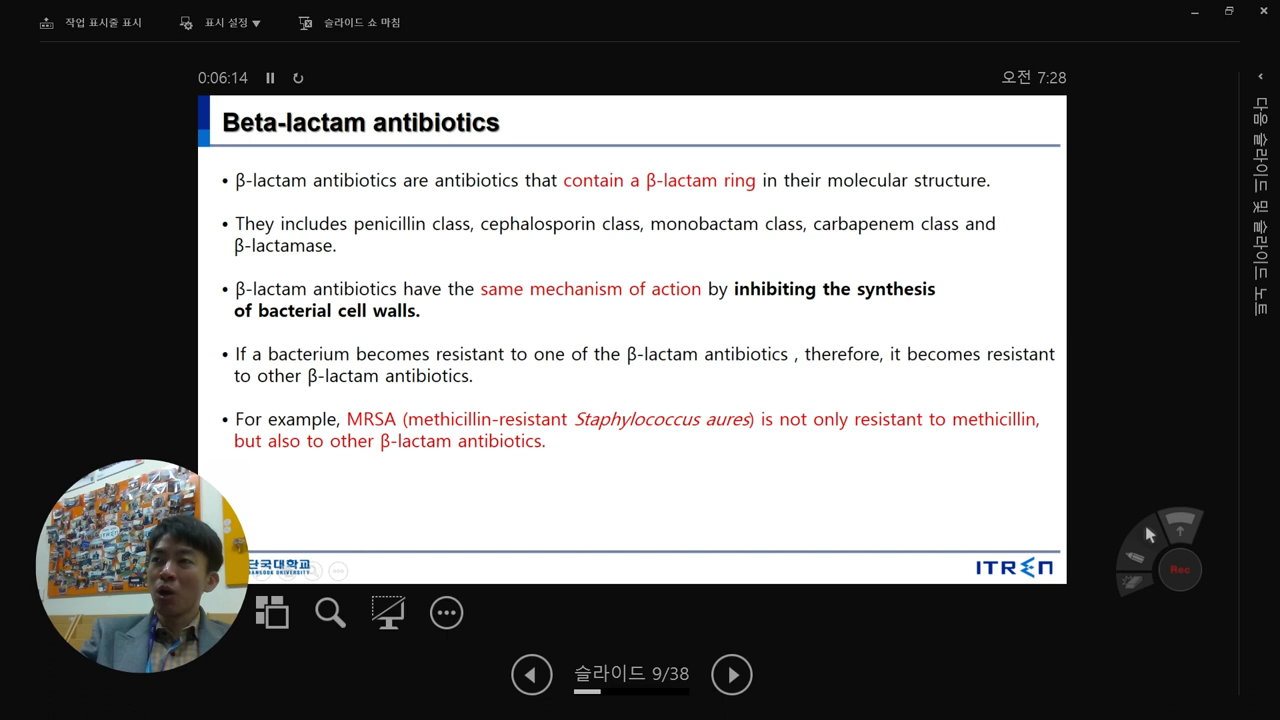 작업 표시줄 표시 표시 설정 ▼ 슬라이드 쇼 마침
0:06:14 오전 7:28
다음 슬라이드 및 슬라이드 노트
Beta-lactam antibiotics
• β-lactam antibiotics are antibiotics that contain a β-lactam ring in their molecular structure.
• They includes penicillin class, cephalosporin class, monobactam class, carbapenem class and
β-lactamase.
• β-lactam antibiotics have the same mechanism of action by inhibiting the synthesis
of bacterial cell walls.
• If a bacterium becomes resistant to one of the β-lactam antibiotics , therefore, it becomes resistant
to other β-lactam antibiotics.
• For example, MRSA (methicillin-resistant Staphylococcus aures) is not only resistant to methicillin,
but also to other β-lactam antibiotics.
단국대학교
ITREN
Rec
슬라이드 9/38